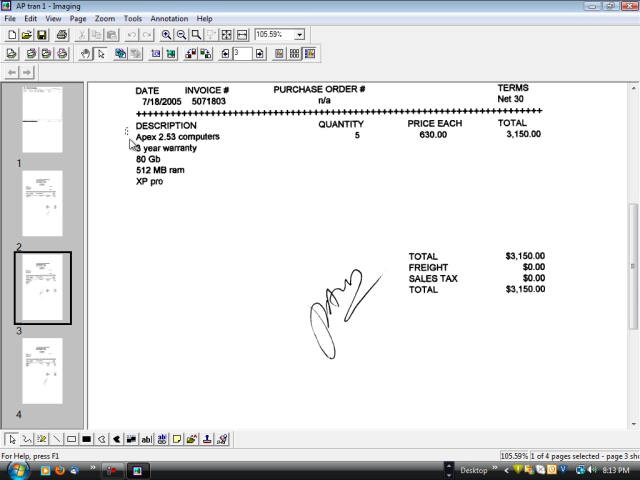 AP tran 1 - Imaging
File Edit View Page Zoom Tools Annotation Help
105.59%
3
DATE INVOICE # PURCHASE ORDER # TERMS
7/18/2005 5071803 n/a Net 30
++++++++++++++++++++++++++++++++++++++++++++++++++++++++++++++++
DESCRIPTION QUANTITY PRICE EACH TOTAL
Apex 2.53 computers 5 630.00 3,150.00
3 year warranty
80 Gb
512 MB ram
XP pro
TOTAL $3,150.00
FREIGHT $0.00
SALES TAX $0.00
TOTAL $3,150.00
1
2
3
4
For Help, press F1
105.59% 1 of 4 pages selected - page 3 sh
Desktop 8:13 PM